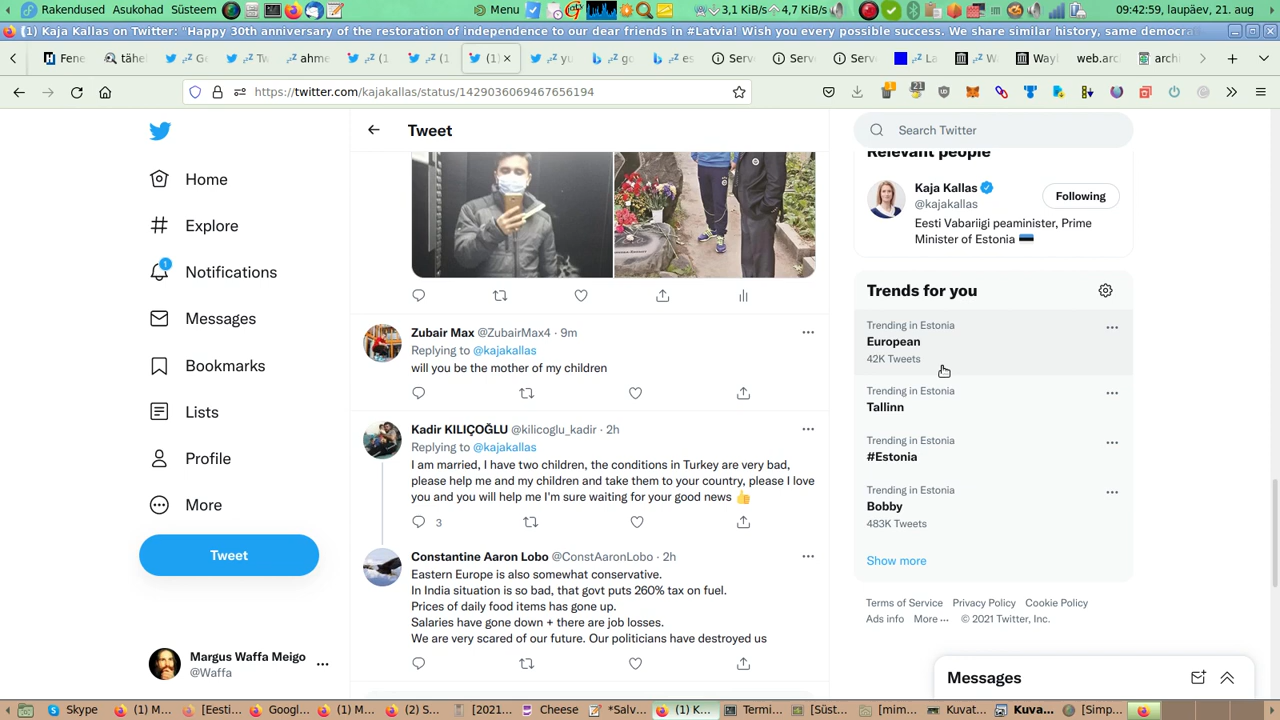 Rakendused Asukohad Süsteem Menu 3,1 KiB/s 4,7 KiB/s 09:42:59, laupäev, 21. aug
(1) Kaja Kallas on Twitter: "Happy 30th anniversary of the restoration of independence to our dear friends in #Latvia! Wish you every possible success. We share similar history, same democra
Fene tähel G Tw ahme (1 (1 (1) yu go es Serv Serv Serv La W Wayl web.arc archi
https://twitter.com/kajakallas/status/1429036069467656194
Tweet
Search Twitter
Home
Explore
1
Notifications
Messages
Bookmarks
Lists
Profile
More
Tweet
Margus Waffa Meigo
@Waffa
Zubair Max @ZubairMax4 · 9m
Replying to @kajakallas
will you be the mother of my children
Kadir KILIÇOĞLU @kilicoglu_kadir · 2h
Replying to @kajakallas
I am married, I have two children, the conditions in Turkey are very bad,
please help me and my children and take them to your country, please I love
you and you will help me I'm sure waiting for your good news 👍
3
Constantine Aaron Lobo @ConstAaronLobo · 2h
Eastern Europe is also somewhat conservative.
In India situation is so bad, that govt puts 260% tax on fuel.
Prices of daily food items has gone up.
Salaries have gone down + there are job losses.
We are very scared of our future. Our politicians have destroyed us
Relevant people
Kaja Kallas
@kajakallas
Following
Eesti Vabariigi peaminister, Prime
Minister of Estonia 🇪🇪
Trends for you
Trending in Estonia
European
42K Tweets
Trending in Estonia
Tallinn
Trending in Estonia
#Estonia
Trending in Estonia
Bobby
483K Tweets
Show more
Terms of Service Privacy Policy Cookie Policy
Ads info More ··· © 2021 Twitter, Inc.
Messages
Skype (1) M... [Eesti... Googl... (1) M... (2) S... [2021... Cheese *Salv... (1) K... Termi... [Süst... [mim... Kuvat... Kuva... [Simp...